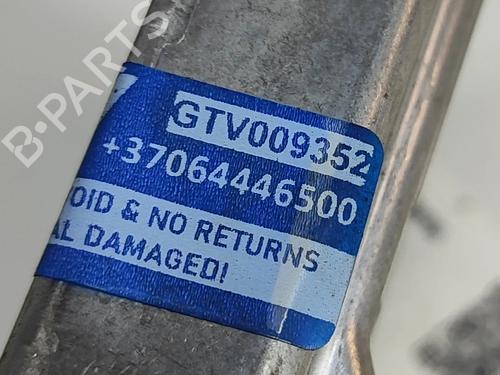 B-PARTS
GTV009352
+37064446500
OID & NO RETURNS
AL DAMAGED!